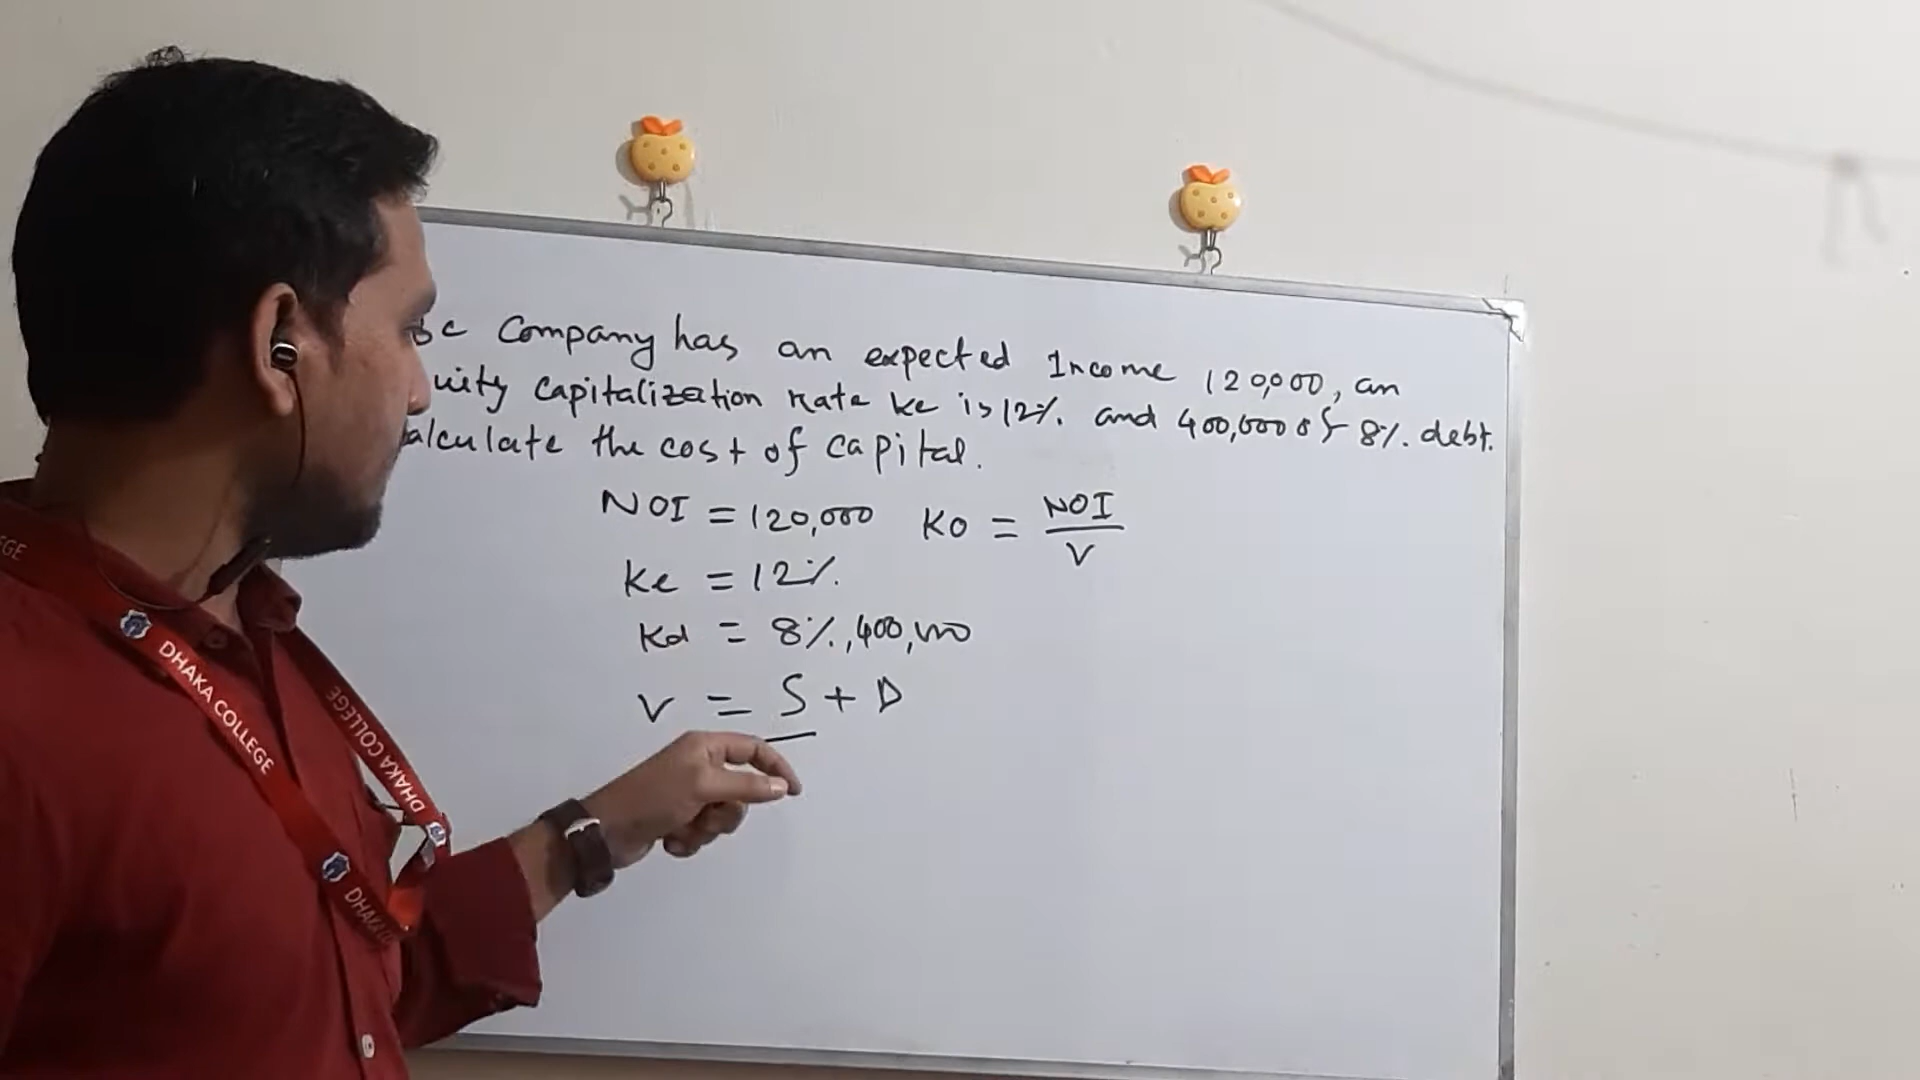 Company has an expected Income 120,000, an
capitalization rate ke is 12%. and 400,000 of 8%. debt.
alculate the cost of capital.
NOI = 120,000 KO = NOI / V
Ke = 12%.
Kd = 8%., 400,000
V = S + D
DHAKA COLLEGE
DHAKA COLLEGE